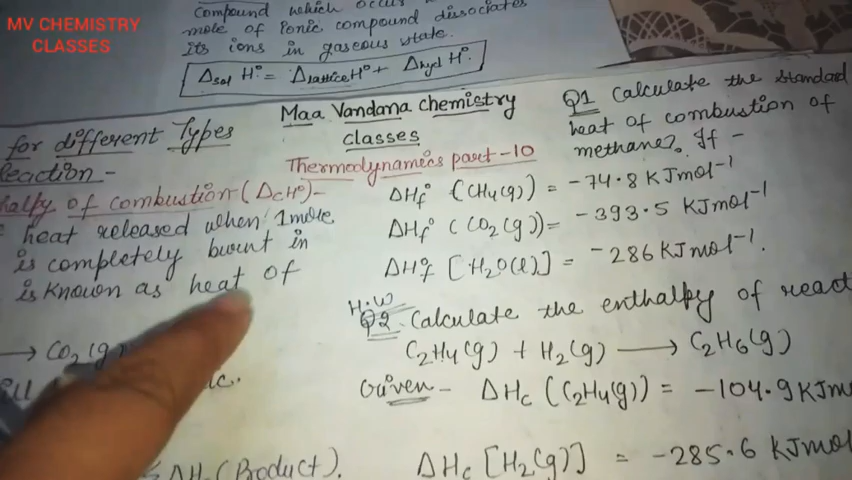 MV CHEMISTRY
CLASSES
Compound which occurs
mole of ionic compound dissociates
its ions in gaseous state.
Δsol H° = Δlattice H° + Δhyd H°.
Maa Vandana chemistry
classes
Thermodynamics part-10
for different Types
Reaction-
halpy of combustion (ΔcH°)-
heat released when 1 mole
is completely burnt in
is known as heat of
→ CO₂(g)
ΔH (Product).
Q1 Calculate the standard
heat of combustion of
methane?. If -
ΔHf° (CH₄(g)) = -74.8 KJmol⁻¹
ΔHf° (CO₂(g)) = -393.5 KJmol⁻¹
ΔH°f [H₂O(l)] = -286 KJmol⁻¹.
H.W
Q2. Calculate the enthalpy of react
C₂H₄(g) + H₂(g) → C₂H₆(g)
Given - ΔHc (C₂H₄(g)) = -104.9 KJm
ΔHc [H₂(g)] = -285.6 KJmol